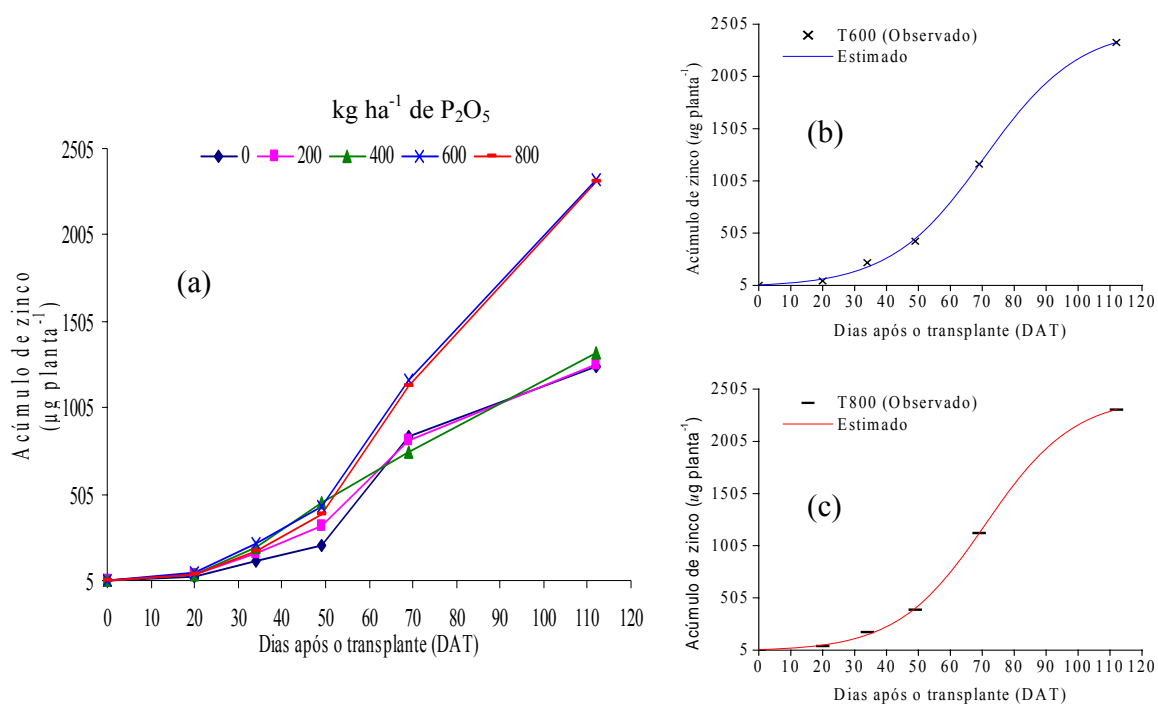 kg ha-1 de P2O5
0 200 400 600 800
2505
2005
1505
1005
505
5
Acúmulo de zinco
(µg planta-1)
(a)
0 10 20 30 40 50 60 70 80 90 100 110 120
Dias após o transplante (DAT)
T600 (Observado)
Estimado
2505
2005
1505
1005
505
5
Acúmulo de zinco (ug planta-1)
(b)
0 10 20 30 40 50 60 70 80 90 100 110 120
Dias após o transplante (DAT)
T800 (Observado)
Estimado
2505
2005
1505
1005
505
5
Acúmulo de zinco (ug planta-1)
(c)
0 10 20 30 40 50 60 70 80 90 100 110 120
Dias após o transplante (DAT)